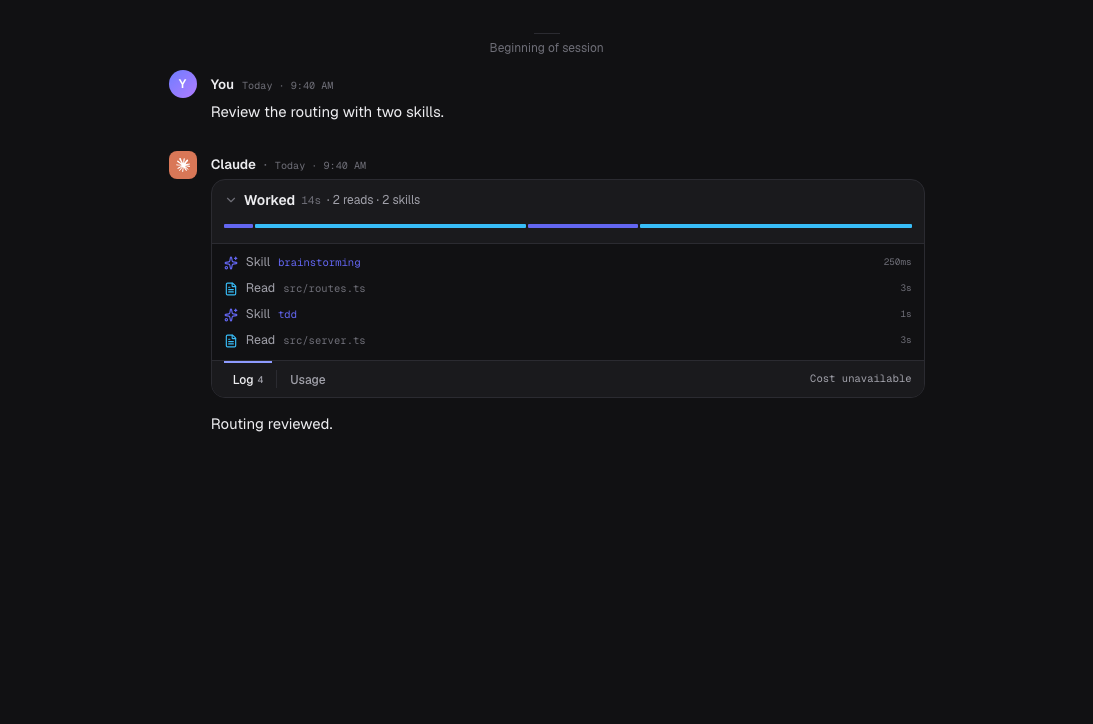 Beginning of session
Y You Today · 9:40 AM
Review the routing with two skills.
Claude · Today · 9:40 AM
Worked 14s · 2 reads · 2 skills
Skill brainstorming 250ms
Read src/routes.ts 3s
Skill tdd 1s
Read src/server.ts 3s
Log 4 Usage Cost unavailable
Routing reviewed.